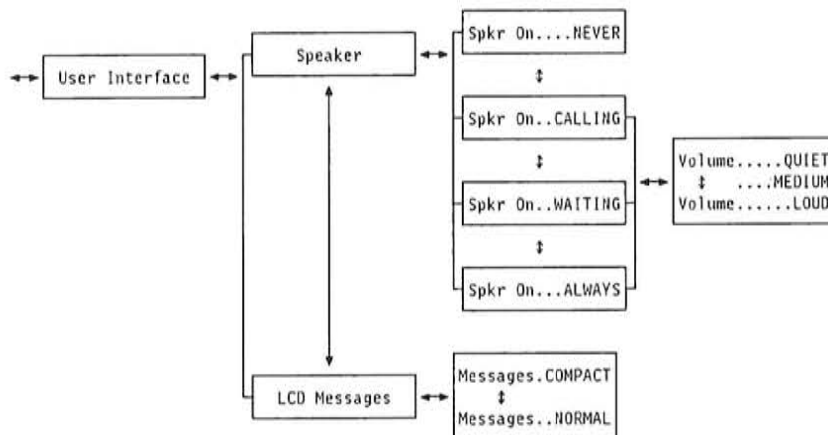 Spkr On....NEVER
Speaker
User Interface
Spkr On..CALLING
Volume.....QUIET
....MEDIUM
Volume......LOUD
Spkr On..WAITING
Spkr On...ALWAYS
Messages.COMPACT
LCD Messages
Messages..NORMAL